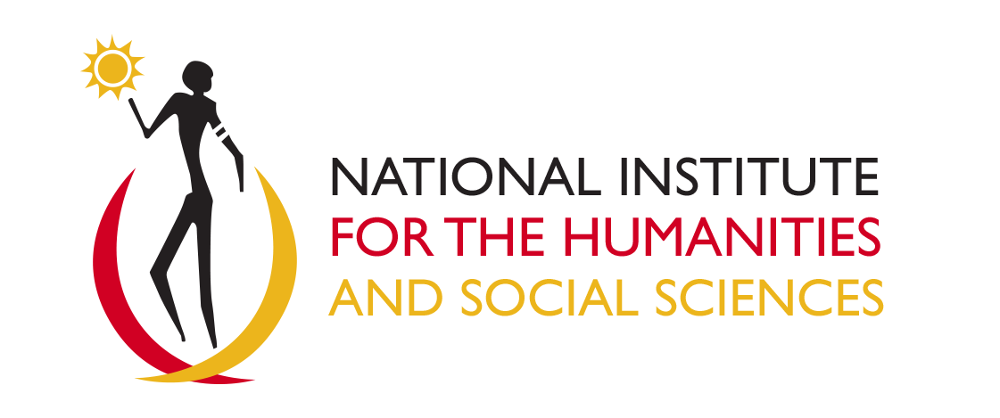 NATIONAL INSTITUTE
FOR THE HUMANITIES
AND SOCIAL SCIENCES